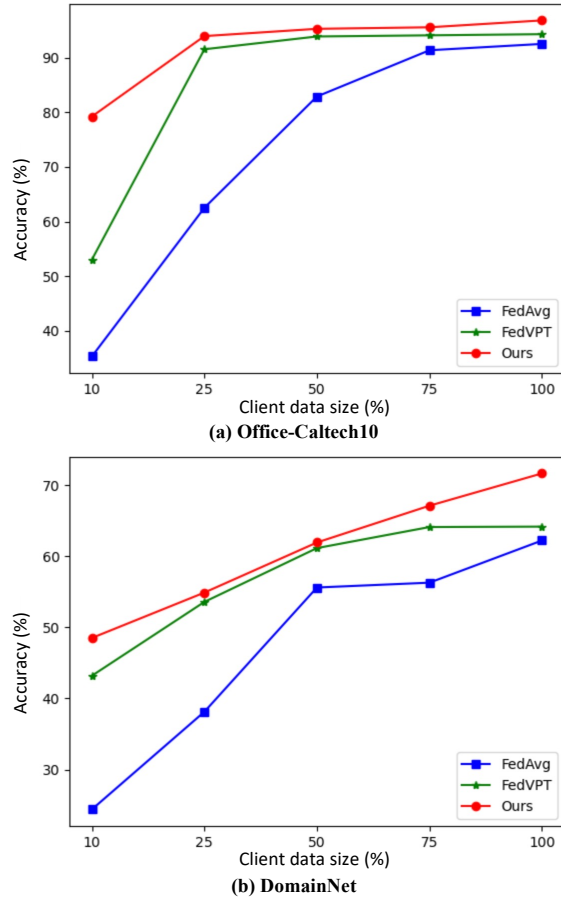 90
80
70
60
50
40
Accuracy (%)
FedAvg
FedVPT
Ours
10 25 50 75 100
Client data size (%)
(a) Office-Caltech10
70
60
50
40
30
Accuracy (%)
FedAvg
FedVPT
Ours
10 25 50 75 100
Client data size (%)
(b) DomainNet